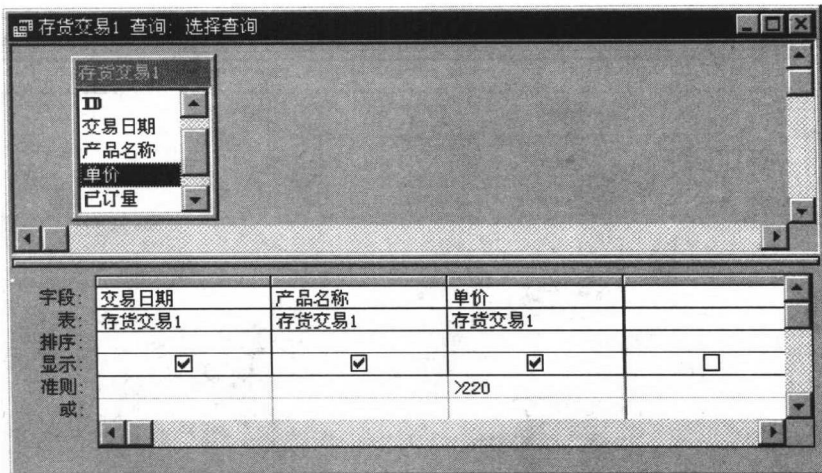 存货交易1 查询: 选择查询
存货交易1
ID
交易日期
产品名称
单价
已订量
字段: 交易日期 产品名称 单价
表: 存货交易1 存货交易1 存货交易1
排序:
显示:
准则: >220
或: